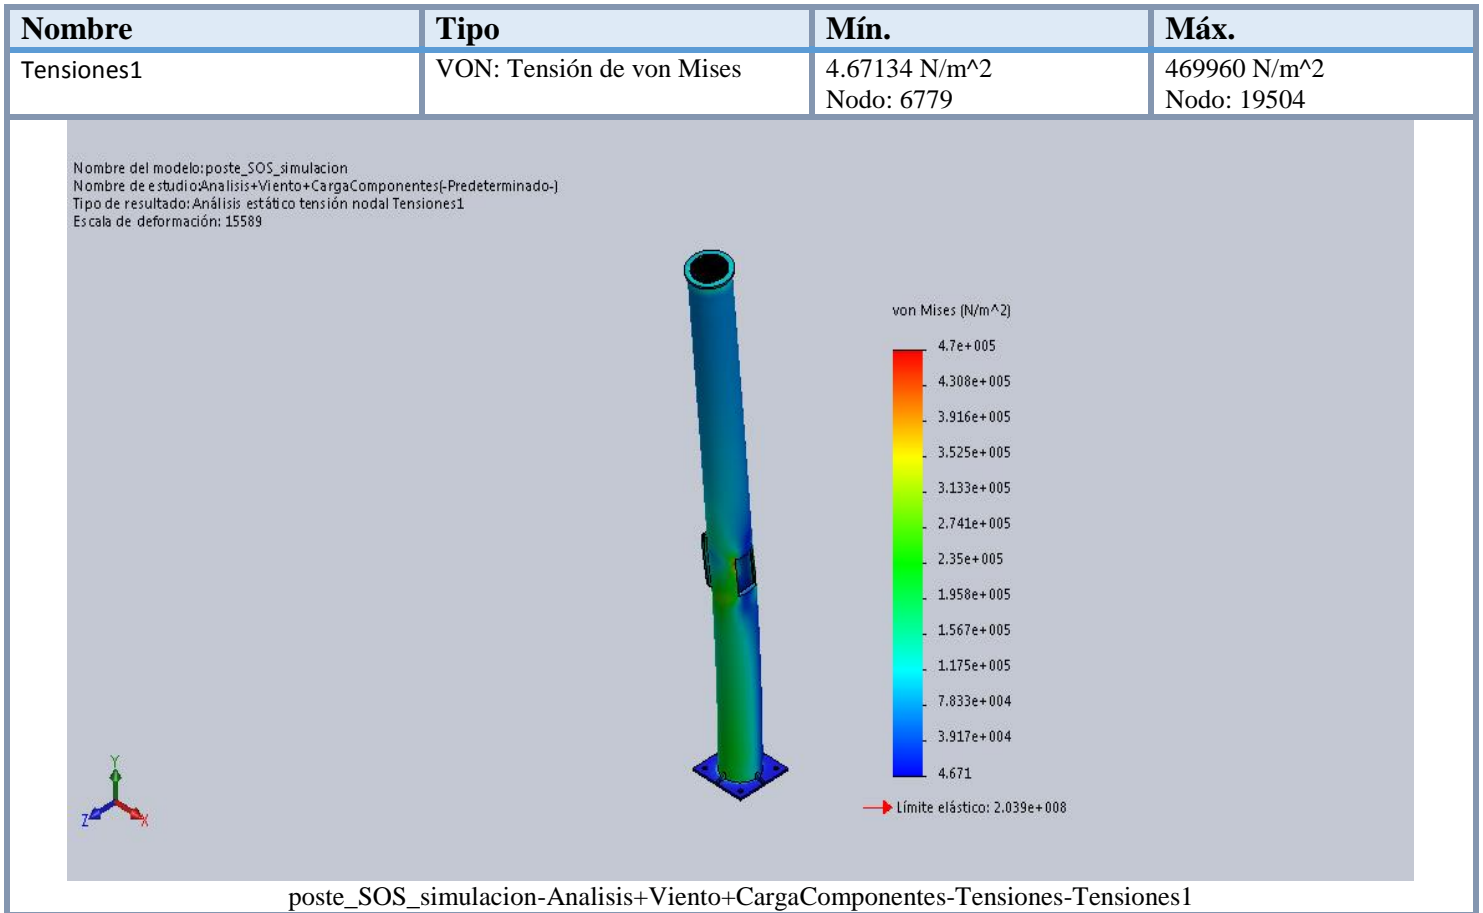 Nombre Tipo Mín. Máx.
Tensiones1 VON: Tensión de von Mises 4.67134 N/m^2 469960 N/m^2
Nodo: 6779 Nodo: 19504
Nombre del modelo:poste_SOS_simulacion
Nombre de estudio:Analisis+Viento+CargaComponentes(-Predeterminado-)
Tipo de resultado: Análisis estático tensión nodal Tensiones1
Escala de deformación: 15589
von Mises (N/m^2)
4.7e+005
4.308e+005
3.916e+005
3.525e+005
3.133e+005
2.741e+005
2.35e+005
1.958e+005
1.567e+005
1.175e+005
7.833e+004
3.917e+004
4.671
Límite elástico: 2.039e+008
Y
Z
X
poste_SOS_simulacion-Analisis+Viento+CargaComponentes-Tensiones-Tensiones1